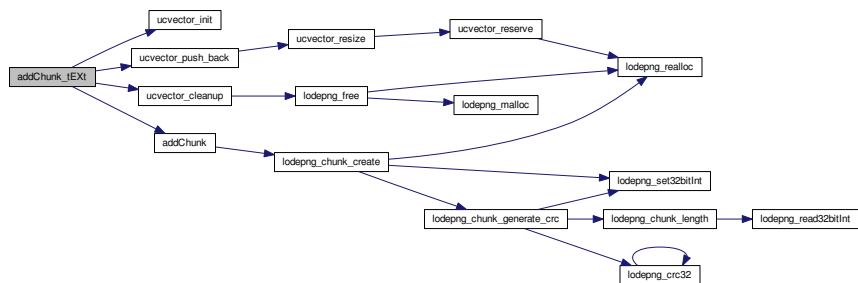 ucvector_init
ucvector_reserve
ucvector_resize
ucvector_push_back
lodepng_realloc
addChunk_tEXt
ucvector_cleanup
lodepng_free
lodepng_malloc
addChunk
lodepng_chunk_create
lodepng_set32bitInt
lodepng_chunk_generate_crc
lodepng_chunk_length
lodepng_read32bitInt
lodepng_crc32